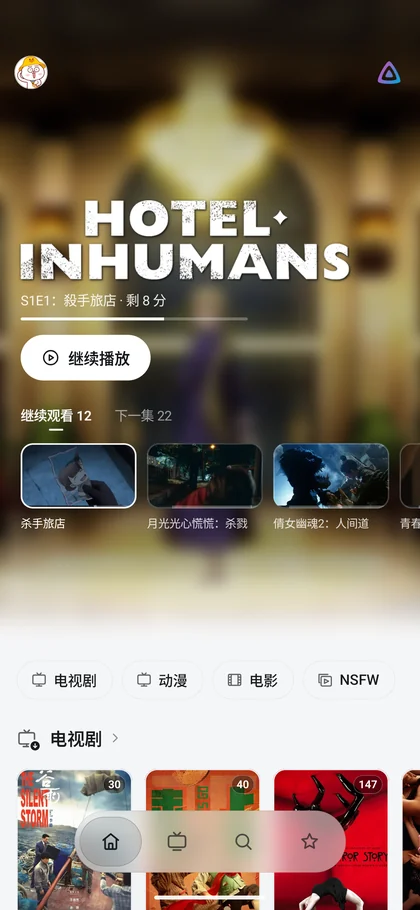 HOTEL
INHUMANS
S1E1：殺手旅店 · 剩 8 分
继续播放
继续观看 12
下一集 22
杀手旅店
月光光心慌慌：杀戮
倩女幽魂2：人间道
青春
电视剧
动漫
电影
NSFW
电视剧
30
40
147
SILENT
STORM
ROR STORY